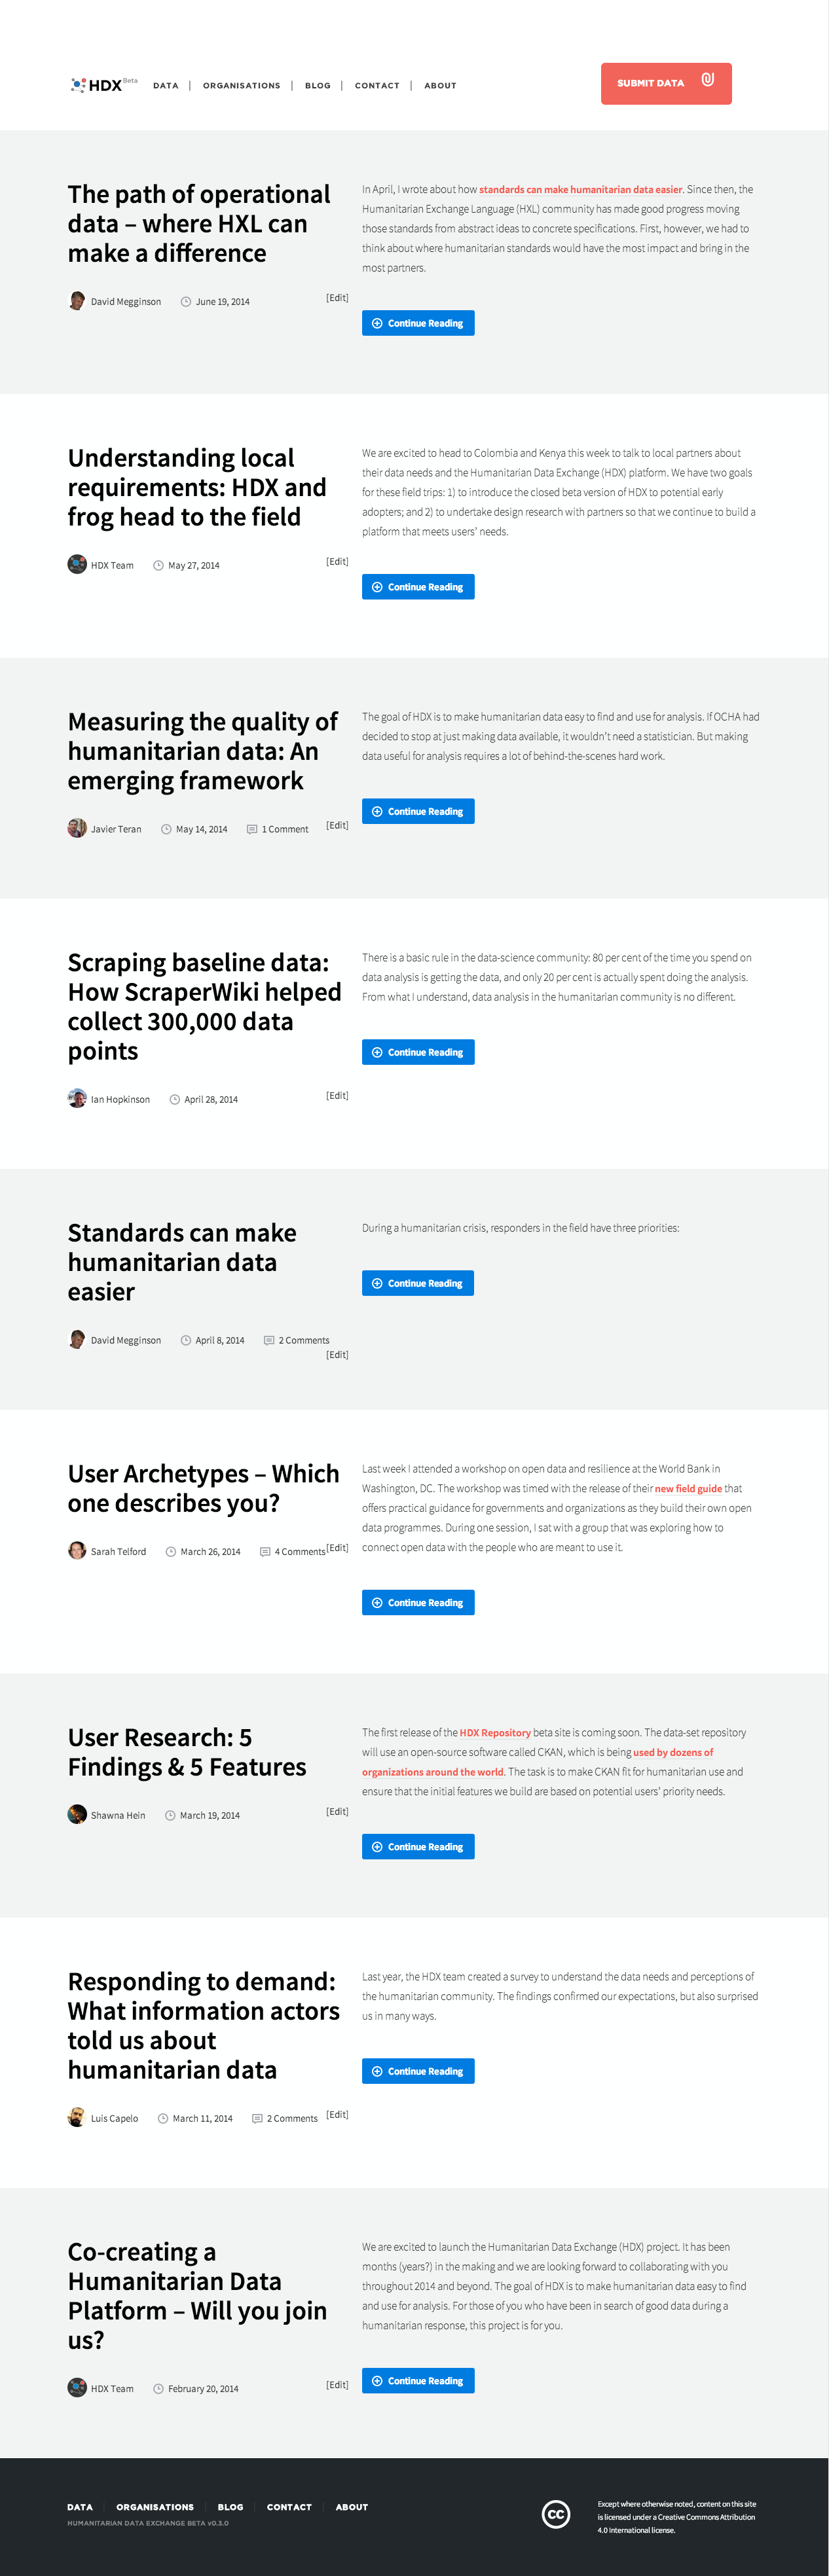 HDX Beta
DATA
ORGANISATIONS
BLOG
CONTACT
ABOUT
SUBMIT DATA
The path of operational
data – where HXL can
make a difference
David Megginson
June 19, 2014
[Edit]
In April, I wrote about how standards can make humanitarian data easier. Since then, the
Humanitarian Exchange Language (HXL) community has made good progress moving
those standards from abstract ideas to concrete specifications. First, however, we had to
think about where humanitarian standards would have the most impact and bring in the
most partners.
Continue Reading
Understanding local
requirements: HDX and
frog head to the field
HDX Team
May 27, 2014
[Edit]
We are excited to head to Colombia and Kenya this week to talk to local partners about
their data needs and the Humanitarian Data Exchange (HDX) platform. We have two goals
for these field trips: 1) to introduce the closed beta version of HDX to potential early
adopters; and 2) to undertake design research with partners so that we continue to build a
platform that meets users' needs.
Continue Reading
Measuring the quality of
humanitarian data: An
emerging framework
Javier Teran
May 14, 2014
1 Comment
[Edit]
The goal of HDX is to make humanitarian data easy to find and use for analysis. If OCHA had
decided to stop at just making data available, it wouldn't need a statistician. But making
data useful for analysis requires a lot of behind-the-scenes hard work.
Continue Reading
Scraping baseline data:
How ScraperWiki helped
collect 300,000 data
points
Ian Hopkinson
April 28, 2014
[Edit]
There is a basic rule in the data-science community: 80 per cent of the time you spend on
data analysis is getting the data, and only 20 per cent is actually spent doing the analysis.
From what I understand, data analysis in the humanitarian community is no different.
Continue Reading
Standards can make
humanitarian data
easier
David Megginson
April 8, 2014
2 Comments
[Edit]
During a humanitarian crisis, responders in the field have three priorities:
Continue Reading
User Archetypes – Which
one describes you?
Sarah Telford
March 26, 2014
4 Comments
[Edit]
Last week I attended a workshop on open data and resilience at the World Bank in
Washington, DC. The workshop was timed with the release of their new field guide that
offers practical guidance for governments and organizations as they build their own open
data programmes. During one session, I sat with a group that was exploring how to
connect open data with the people who are meant to use it.
Continue Reading
User Research: 5
Findings & 5 Features
Shawna Hein
March 19, 2014
[Edit]
The first release of the HDX Repository beta site is coming soon. The data-set repository
will use an open-source software called CKAN, which is being used by dozens of
organizations around the world. The task is to make CKAN fit for humanitarian use and
ensure that the initial features we build are based on potential users' priority needs.
Continue Reading
Responding to demand:
What information actors
told us about
humanitarian data
Luis Capelo
March 11, 2014
2 Comments
[Edit]
Last year, the HDX team created a survey to understand the data needs and perceptions of
the humanitarian community. The findings confirmed our expectations, but also surprised
us in many ways.
Continue Reading
Co-creating a
Humanitarian Data
Platform – Will you join
us?
HDX Team
February 20, 2014
[Edit]
We are excited to launch the Humanitarian Data Exchange (HDX) project. It has been
months (years?) in the making and we are looking forward to collaborating with you
throughout 2014 and beyond. The goal of HDX is to make humanitarian data easy to find
and use for analysis. For those of you who have been in search of good data during a
humanitarian response, this project is for you.
Continue Reading
DATA
ORGANISATIONS
BLOG
CONTACT
ABOUT
HUMANITARIAN DATA EXCHANGE BETA v0.3.0
cc
Except where otherwise noted, content on this site
is licensed under a Creative Commons Attribution
4.0 International license.